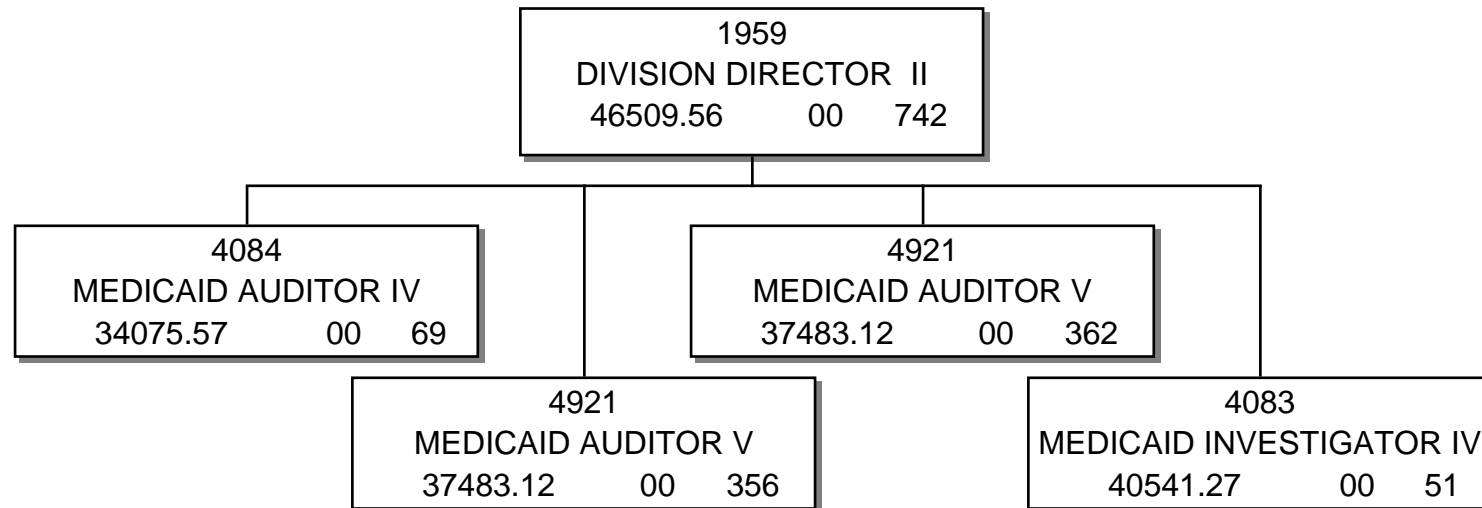 1959
DIVISION DIRECTOR II
46509.56 00 742
4084
MEDICAID AUDITOR IV
34075.57 00 69
4921
MEDICAID AUDITOR V
37483.12 00 362
4921
MEDICAID AUDITOR V
37483.12 00 356
4083
MEDICAID INVESTIGATOR IV
40541.27 00 51